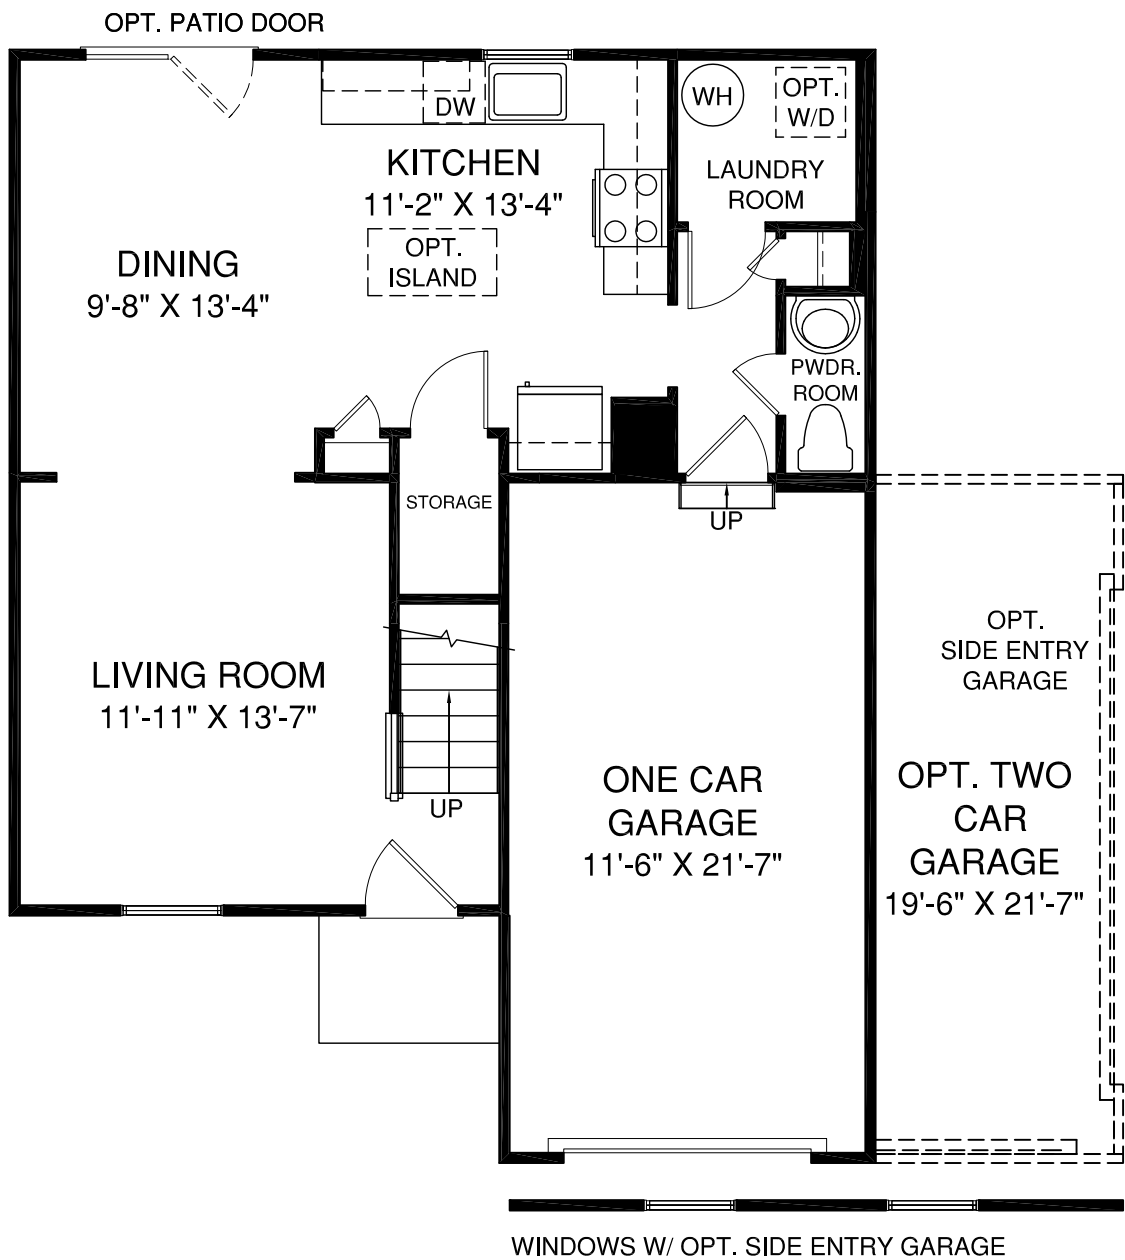 OPT. PATIO DOOR
DW
WH
OPT.
W/D
KITCHEN
11'-2" X 13'-4"
LAUNDRY
ROOM
OPT.
ISLAND
DINING
9'-8" X 13'-4"
PWDR.
ROOM
STORAGE
UP
OPT.
SIDE ENTRY
GARAGE
LIVING ROOM
11'-11" X 13'-7"
UP
ONE CAR
GARAGE
11'-6" X 21'-7"
OPT. TWO
CAR
GARAGE
19'-6" X 21'-7"
WINDOWS W/ OPT. SIDE ENTRY GARAGE